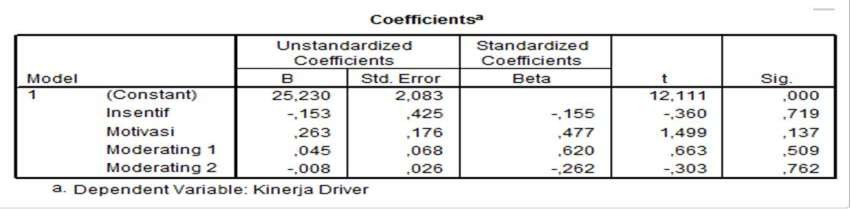 Coefficientsa
Unstandardized Coefficients Standardized Coefficients
Model B Std. Error Beta t Sig.
1 (Constant) 25,230 2,083 12,111 ,000
Insentif -,153 ,425 -,155 -,360 ,719
Motivasi ,263 ,176 ,477 1,499 ,137
Moderating 1 ,045 ,068 ,620 ,663 ,509
Moderating 2 -,008 ,026 -,262 -,303 ,762
a. Dependent Variable: Kinerja Driver